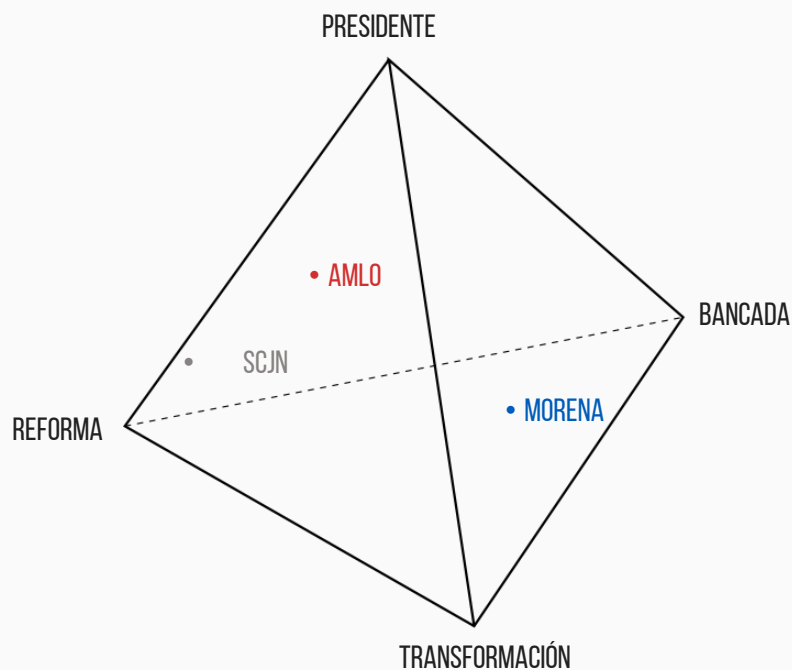 PRESIDENTE
AMLO
BANCADA
SCJN
MORENA
REFORMA
TRANSFORMACIÓN